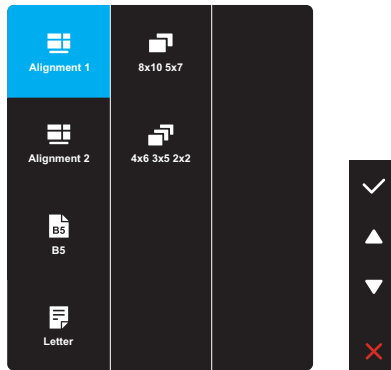 Alignment 1
8x10 5x7
Alignment 2
4x6 3x5 2x2
B5
B5
Letter